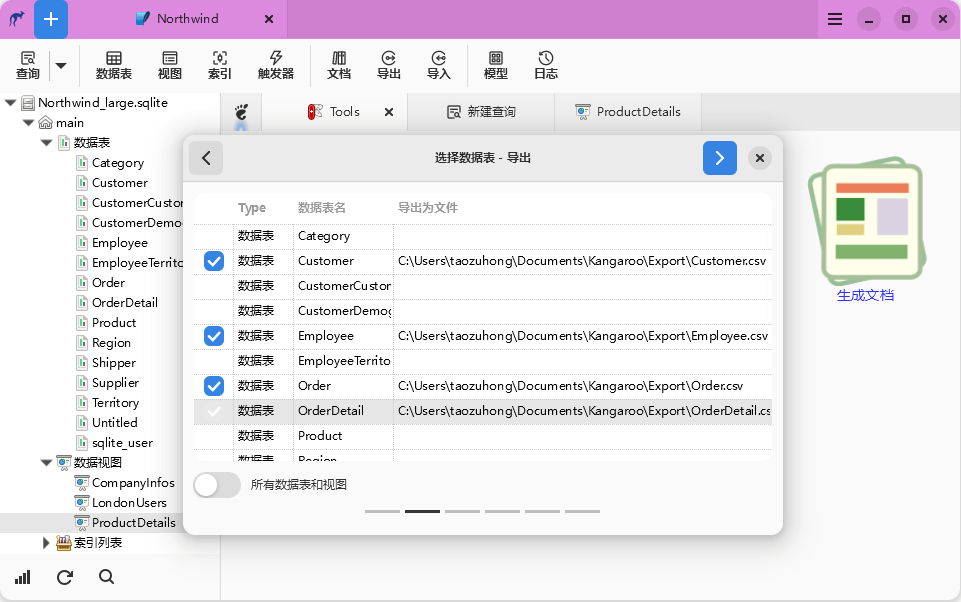 Northwind
查询
数据表
视图
索引
触发器
文档
导出
导入
模型
日志
Northwind_large.sqlite
main
数据表
Category
Customer
CustomerCustor
CustomerDemo
Employee
EmployeeTerrito
Order
OrderDetail
Product
Region
Shipper
Supplier
Territory
Untitled
sqlite_user
数据视图
CompanyInfos
LondonUsers
ProductDetails
索引列表
Tools
新建查询
ProductDetails
选择数据表 - 导出
Type 数据表名 导出为文件
数据表 Category
数据表 Customer C:\Users\taozuhong\Documents\Kangaroo\Export\Customer.csv
数据表 CustomerCustor
数据表 CustomerDemog
数据表 Employee C:\Users\taozuhong\Documents\Kangaroo\Export\Employee.csv
数据表 EmployeeTerrito
数据表 Order C:\Users\taozuhong\Documents\Kangaroo\Export\Order.csv
数据表 OrderDetail C:\Users\taozuhong\Documents\Kangaroo\Export\OrderDetail.cs
数据表 Product
数据表 Region
所有数据表和视图
生成文档